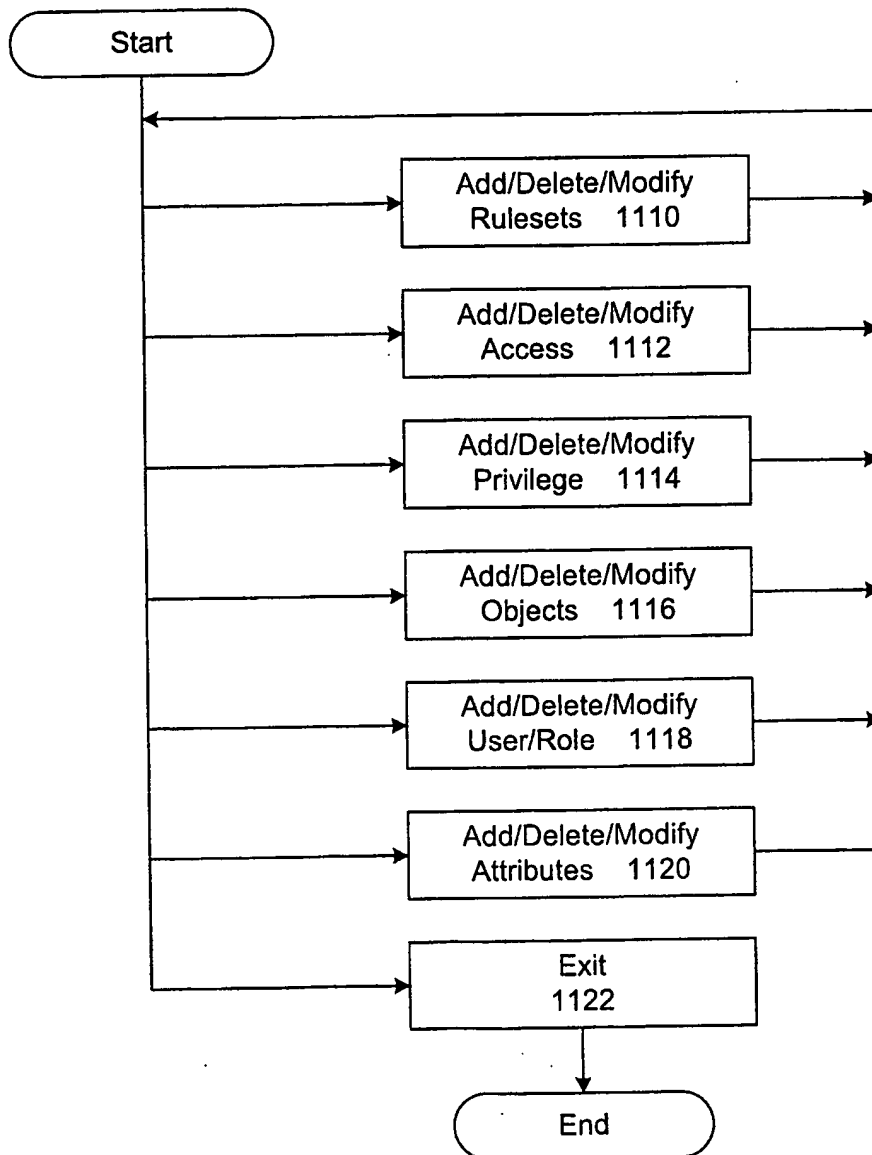 Start
Add/Delete/Modify
Rulesets 1110
Add/Delete/Modify
Access 1112
Add/Delete/Modify
Privilege 1114
Add/Delete/Modify
Objects 1116
Add/Delete/Modify
User/Role 1118
Add/Delete/Modify
Attributes 1120
Exit
1122
End